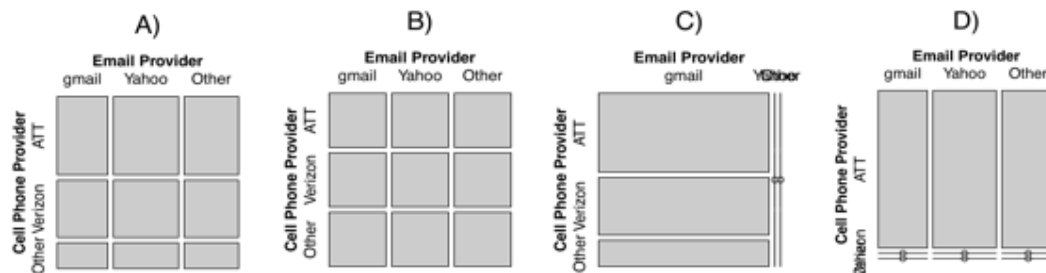 A)
Email Provider
gmail Yahoo Other
Cell Phone Provider
ATT
Verizon
Other
B)
Email Provider
gmail Yahoo Other
Cell Phone Provider
ATT
Verizon
Other
C)
Email Provider
gmail
Cell Phone Provider
ATT
Verizon
Other
D)
Email Provider
gmail Yahoo Other
Cell Phone Provider
ATT